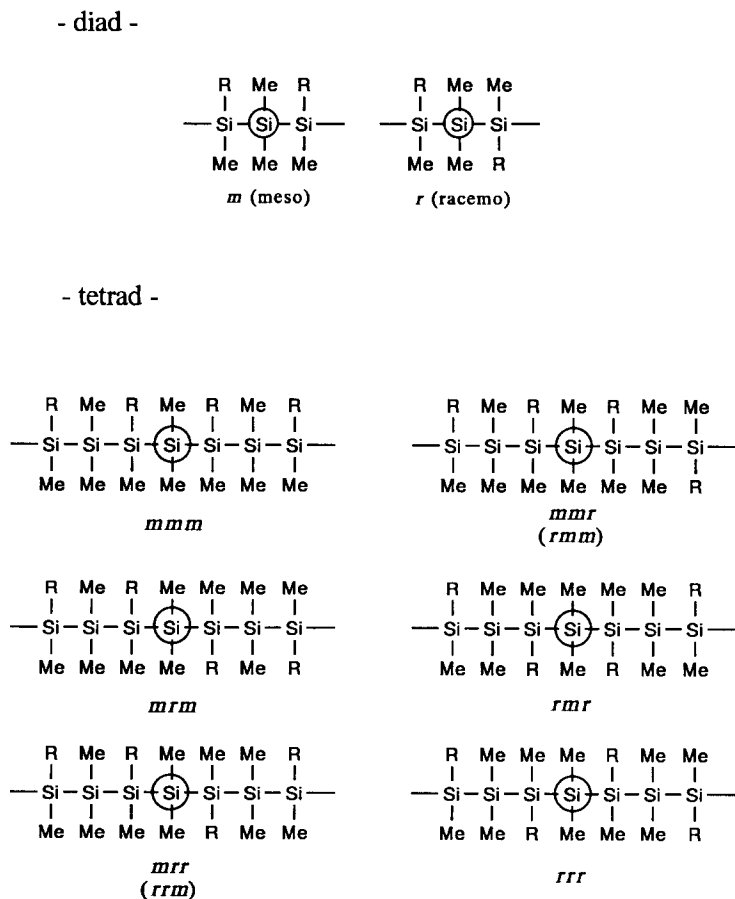 - diad -
R Me R R Me Me
Si Si Si Si Si Si
Me Me Me Me Me R
m (meso) r (racemo)
- tetrad -
R Me R Me R Me R R Me R Me R Me Me
Si Si Si Si Si Si Si Si Si Si Si Si Si Si
Me Me Me Me Me Me Me Me Me Me Me Me Me R
mmm mmr
(rmm)
R Me R Me Me Me Me R Me Me Me Me Me R
Si Si Si Si Si Si Si Si Si Si Si Si Si Si
Me Me Me Me R Me R Me Me R Me R Me Me
mrm rmr
R Me R Me Me Me R R Me Me Me R Me Me
Si Si Si Si Si Si Si Si Si Si Si Si Si Si
Me Me Me Me R Me Me Me Me R Me Me Me R
mrr rrr
(rrm)